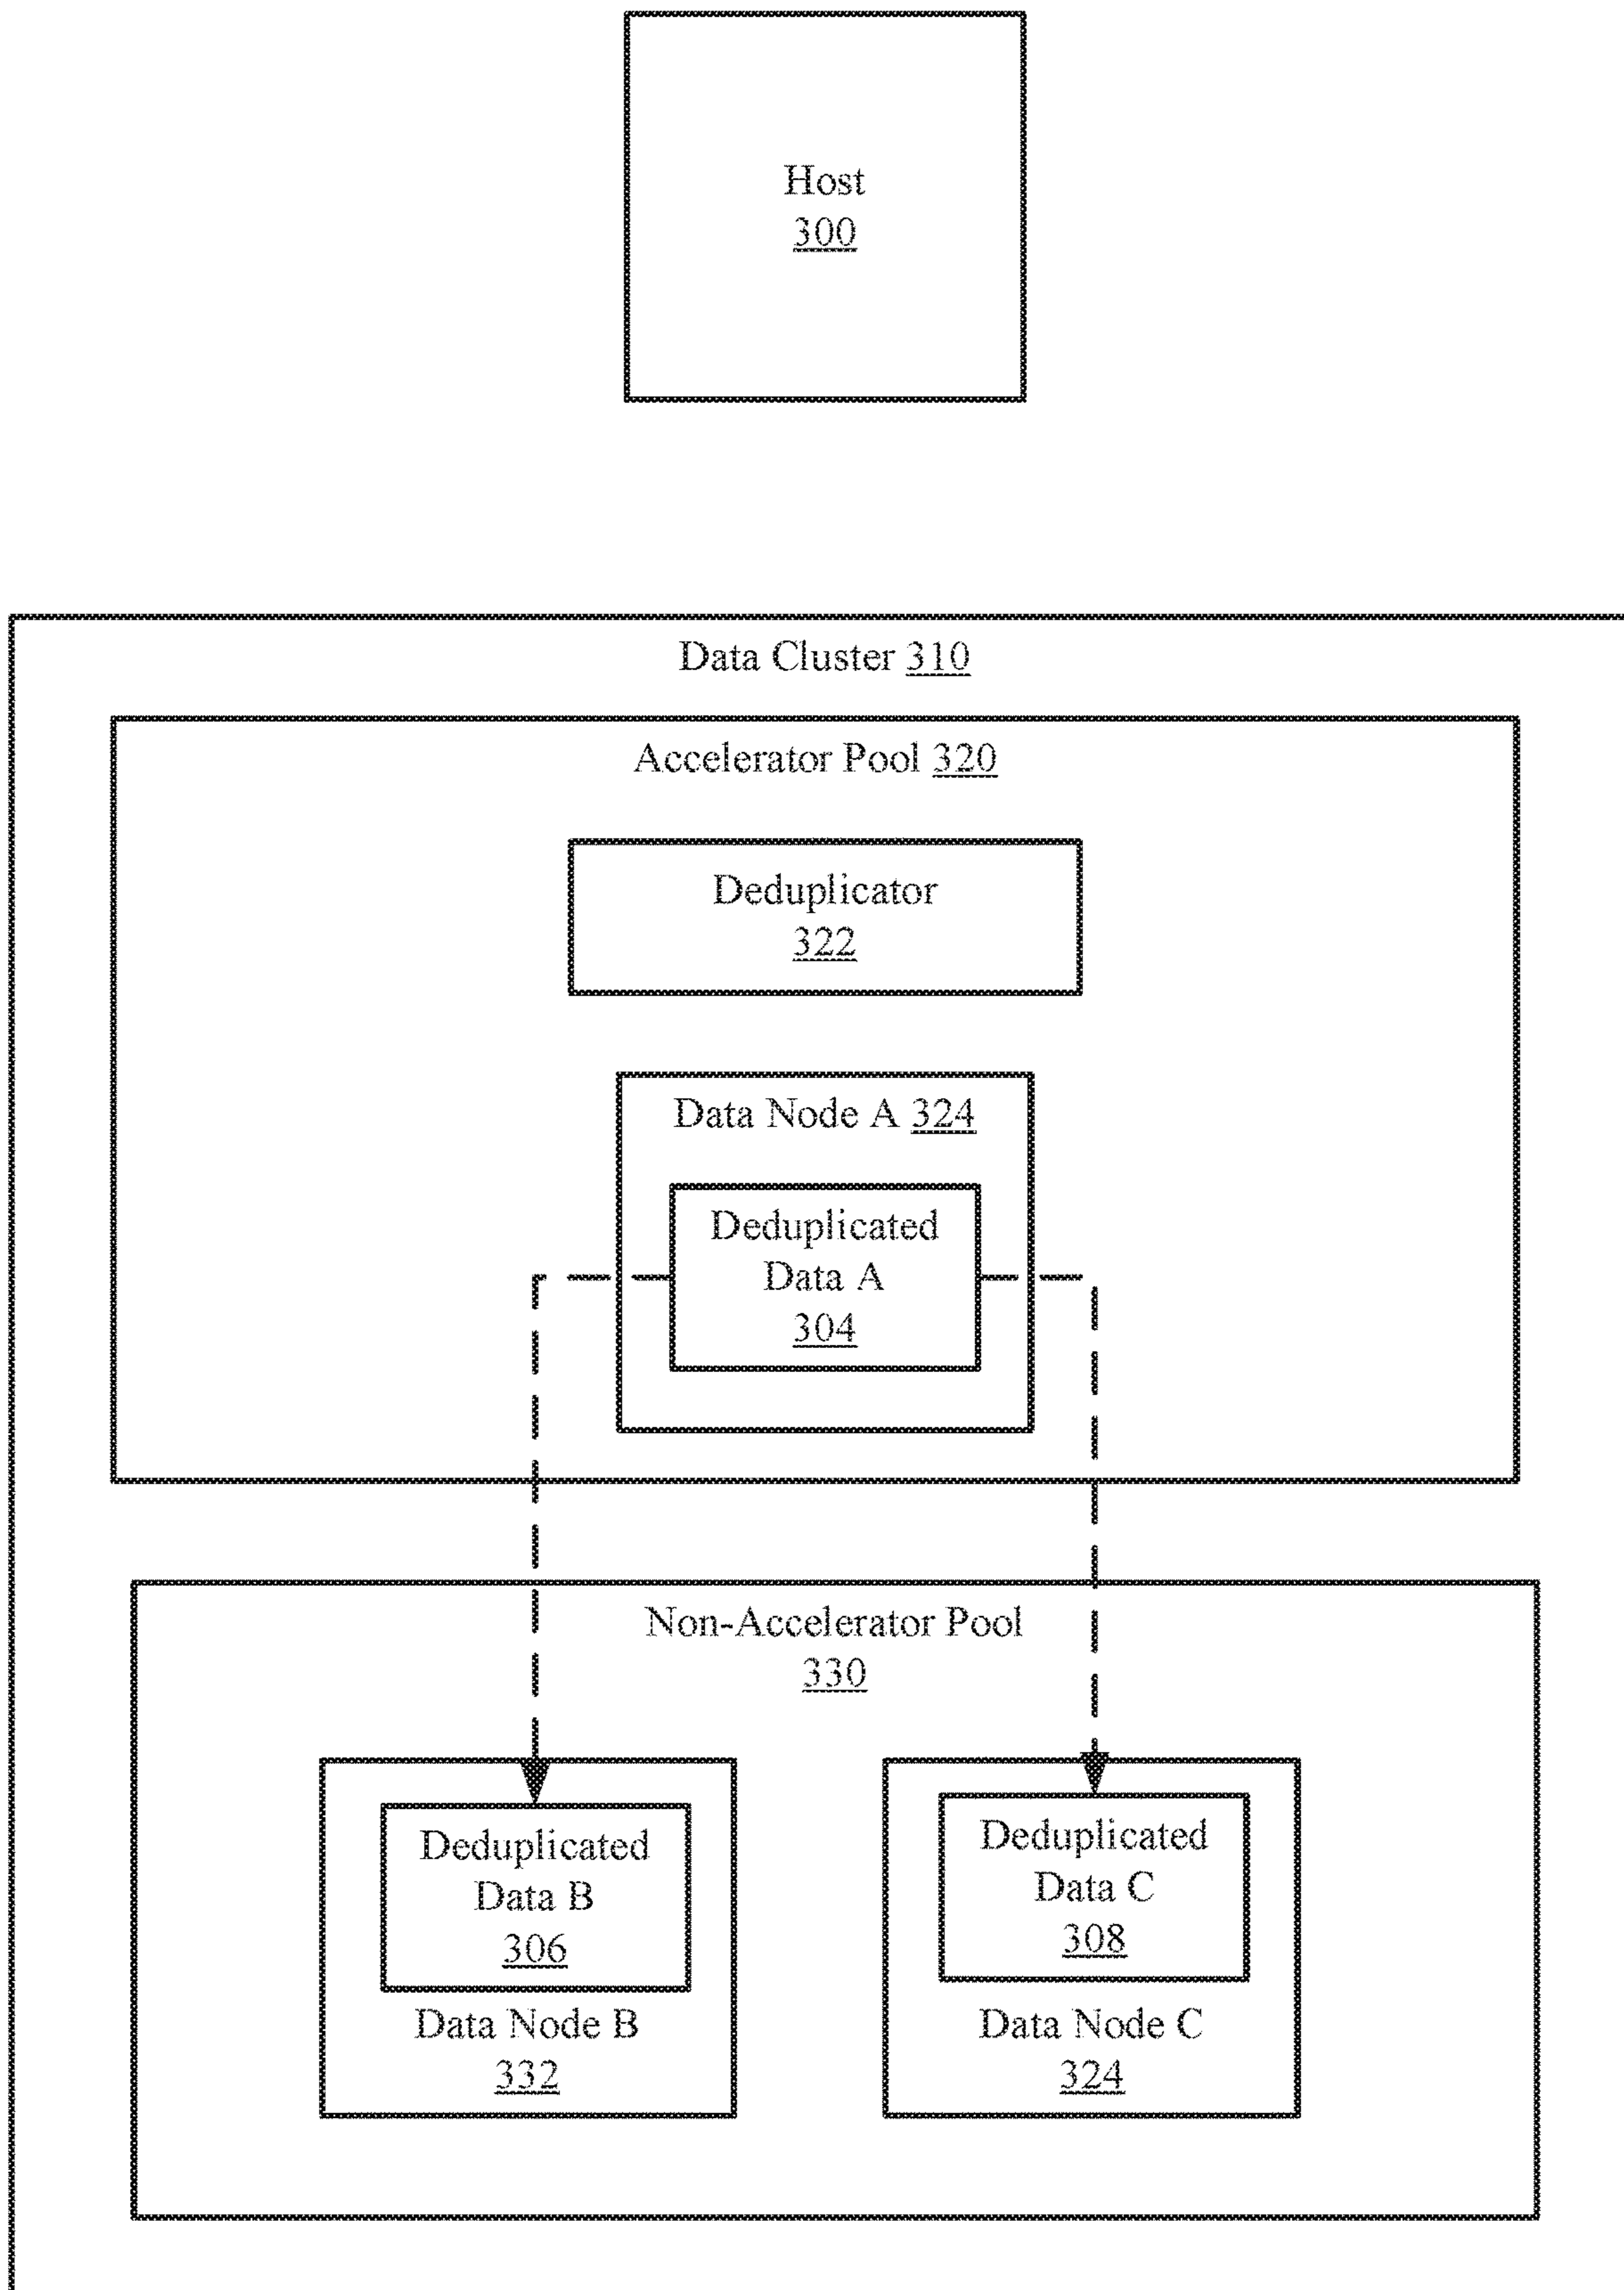 Host
300
Data Cluster 310
Accelerator Pool 320
Deduplicator
322
Data Node A 324
Deduplicated
Data A
304
Non-Accelerator Pool
330
Deduplicated
Data B
306
Data Node B
332
Deduplicated
Data C
308
Data Node C
324